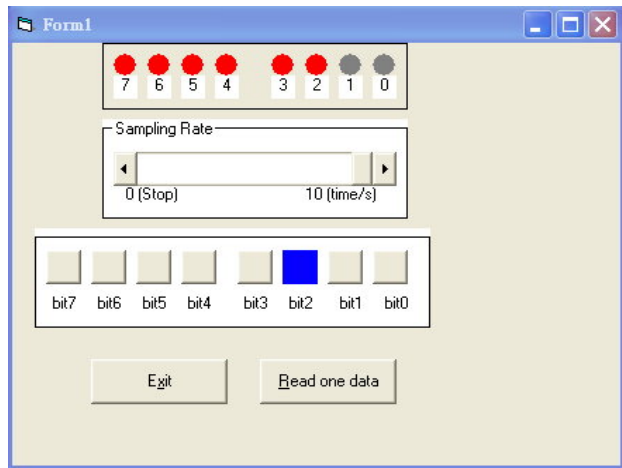 Form1
7 6 5 4 3 2 1 0
Sampling Rate
0 (Stop) 10 (time/s)
bit7 bit6 bit5 bit4 bit3 bit2 bit1 bit0
Exit Read one data